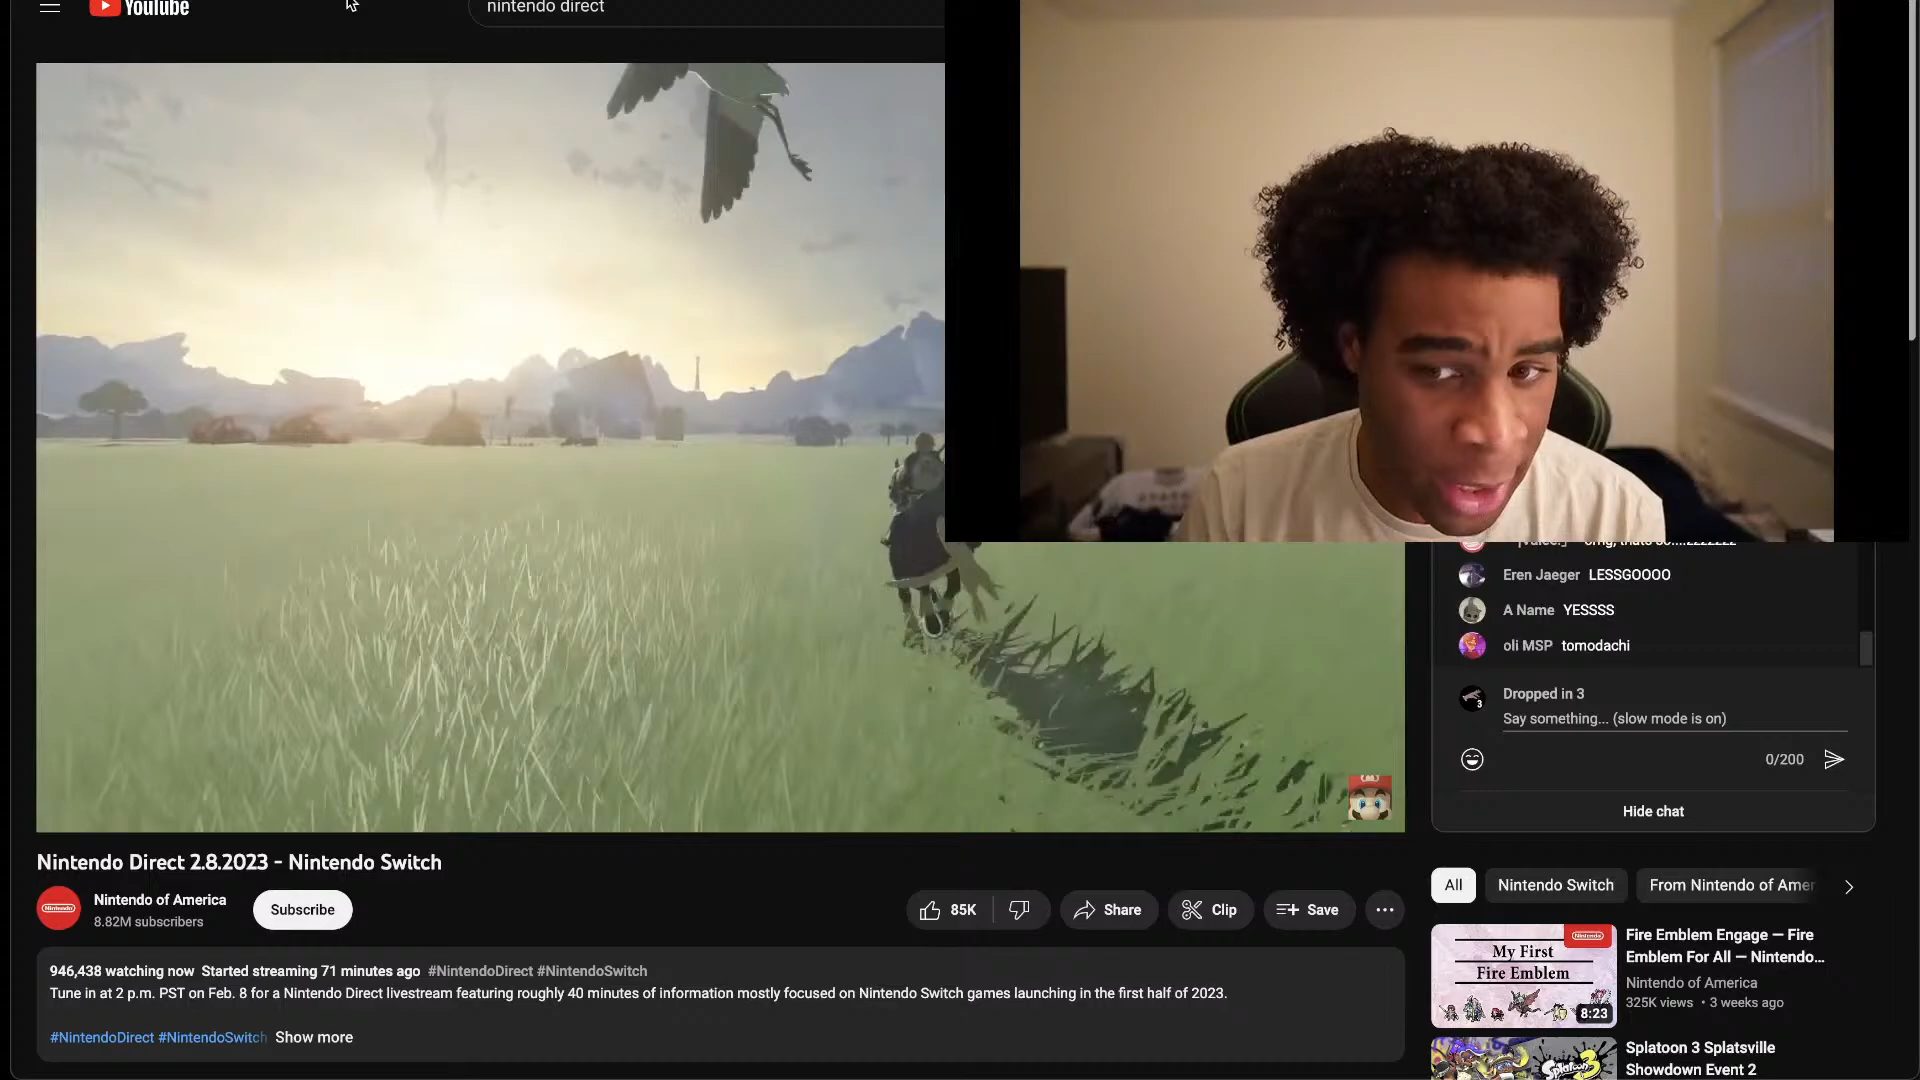 YouTube
nintendo direct
Eren Jaeger LESSGOOOO
A Name YESSSS
oli MSP tomodachi
Dropped in 3
Say something... (slow mode is on)
0/200
Hide chat
Nintendo Direct 2.8.2023 - Nintendo Switch
Nintendo of America
8.82M subscribers
Subscribe
85K
Share
Clip
Save
946,438 watching now Started streaming 71 minutes ago #NintendoDirect #NintendoSwitch
Tune in at 2 p.m. PST on Feb. 8 for a Nintendo Direct livestream featuring roughly 40 minutes of information mostly focused on Nintendo Switch games launching in the first half of 2023.
#NintendoDirect #NintendoSwitch Show more
All
Nintendo Switch
From Nintendo of Amer
Nintendo
My First
Fire Emblem
8:23
Fire Emblem Engage — Fire
Emblem For All — Nintendo...
Nintendo of America
325K views • 3 weeks ago
Splatoon 3
Splatoon 3 Splatsville
Showdown Event 2